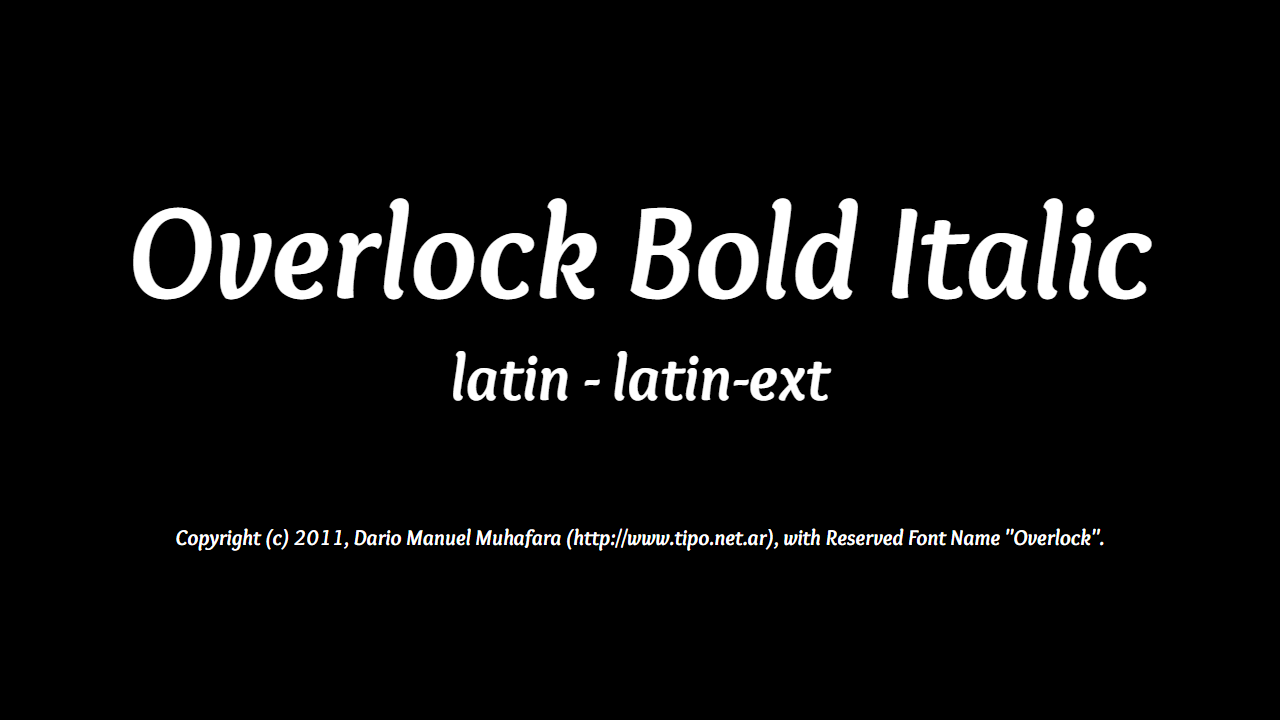 Overlock Bold Italic
latin - latin-ext
Copyright (c) 2011, Dario Manuel Muhafara (http://www.tipo.net.ar), with Reserved Font Name "Overlock".